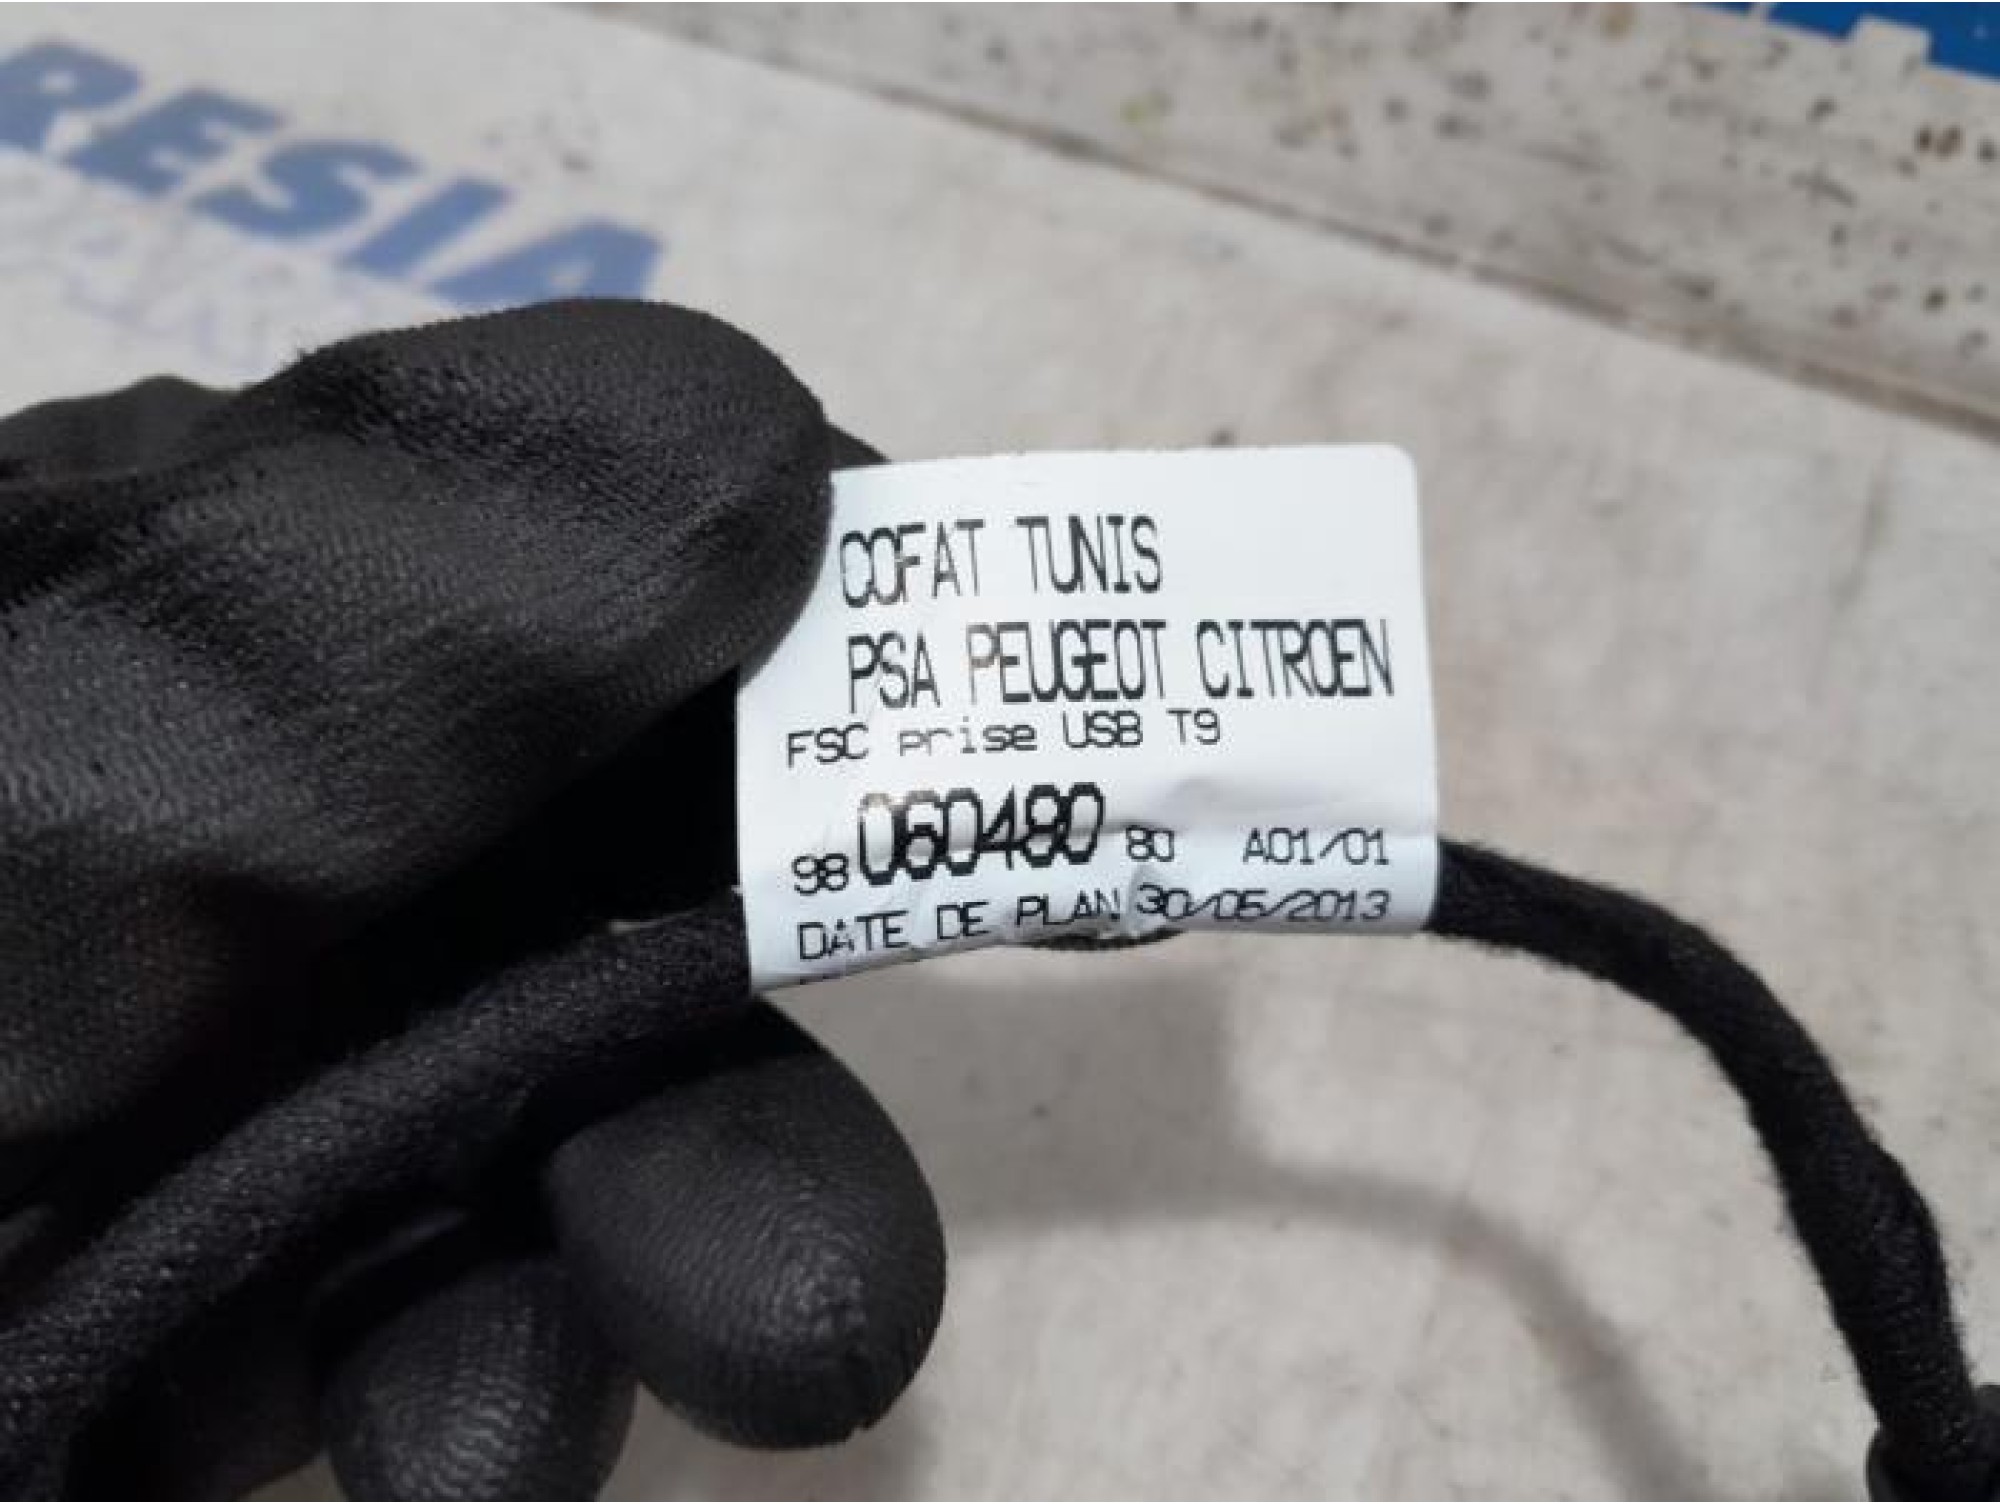 RESIA
COFAT TUNIS
PSA PEUGEOT CITROEN
FSC prise USB T9
98 060480 80 A01/01
DATE DE PLAN 30/05/2013